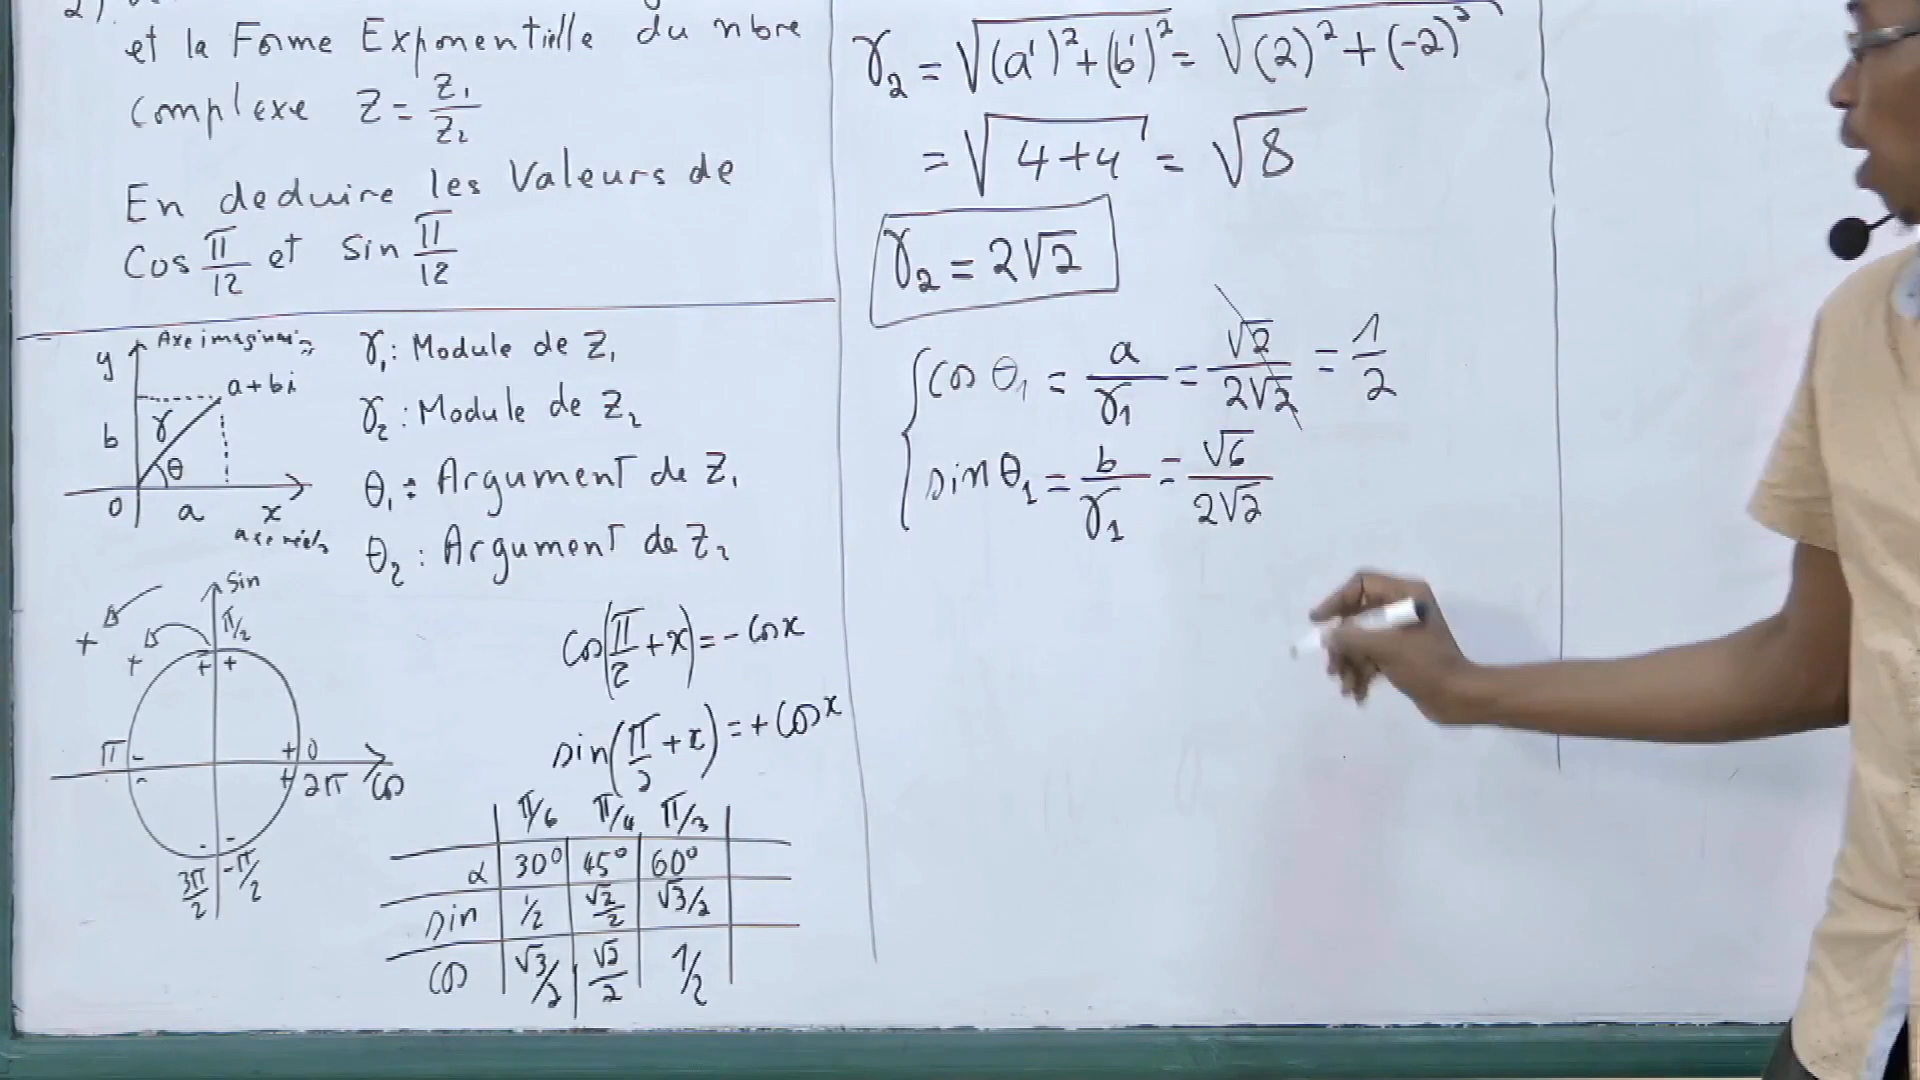 2)
et la Forme Exponentielle du nbre
Complexe Z = Z₁/Z₂
En deduire les Valeurs de
Cos π/12 et Sin π/12
y Axe imaginaire
a+bi
b r θ
0 a x
axe réels
r₁: Module de Z₁
r₂: Module de Z₂
θ₁: Argument de Z₁
θ₂: Argument de Z₂
sin
π/2
+ + + +
π - - + 0
+ 2π cos
- -
3π/2 -π/2
Cos(π/2 + x) = - Cos x
sin(π/2 + x) = + Cos x
π/6 π/4 π/3
α 30° 45° 60°
sin 1/2 √2/2 √3/2
cos √3/2 √2/2 1/2
r₂ = √((a')² + (b')²) = √((2)² + (-2)²)
= √(4+4) = √8
r₂ = 2√2
cos θ₁ = a/r₁ = √2/2√2 = 1/2
sin θ₁ = b/r₁ = √6/2√2